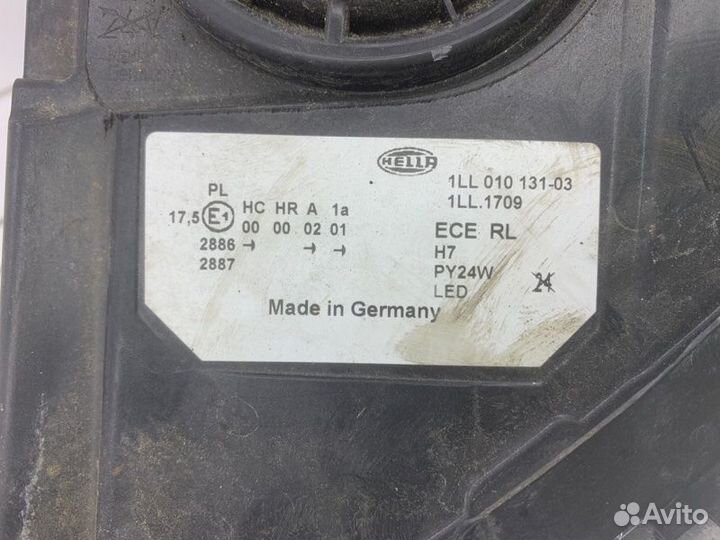 HELLA
1LL 010 131-03
1LL.1709
PL
HC HR A 1a
17,5 E1 00 00 02 01
2886 → → →
2887
ECE RL
H7
PY24W
LED
24
Made in Germany
Avito